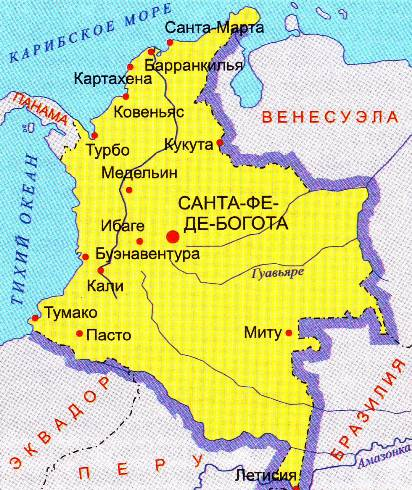 КАРИБСКОЕ МОРЕ
Санта-Марта
Барранкилья
Картахена
ПАНАМА
Ковеньяс
ВЕНЕСУЭЛА
Турбо
Кукута
Медельин
ТИХИЙ ОКЕАН
САНТА-ФЕ-
ДЕ-БОГОТА
Ибаге
Буэнавентура
Гуавьяре
Кали
Тумако
Пасто
Миту
ЭКВАДОР
БРАЗИЛИЯ
ПЕРУ
Амазонка
Летисия